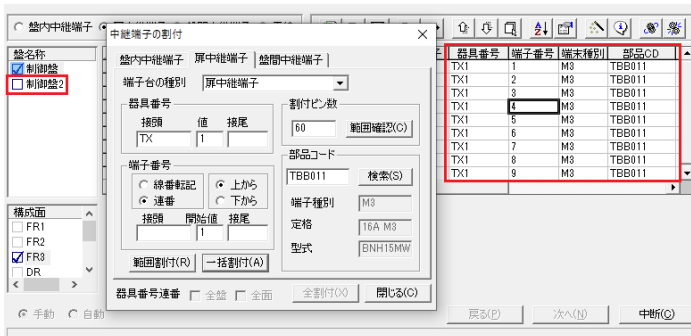 盤内中継端子
中継端子の割付
盤名称
制御盤
制御盤2
構成面
FR1
FR2
FR3
DR
手動 自動
盤内中継端子 扉中継端子 盤間中継端子
端子台の種別 扉中継端子
器具番号
接頭 値 接尾
TX 1
割付ピン数
60 範囲確認(C)
端子番号
線番転記 上から
連番 下から
接頭 開始値 接尾
1
範囲割付(R) 一括割付(A)
部品コード
TBB011 検索(S)
端子種別 M3
定格 16A M3
型式 BNH15MW
器具番号連番 全盤 全面 全割付(X) 閉じる(C)
器具番号 端子番号 端末種別 部品CD
TX1 1 M3 TBB011
TX1 2 M3 TBB011
TX1 3 M3 TBB011
TX1 4 M3 TBB011
TX1 5 M3 TBB011
TX1 6 M3 TBB011
TX1 7 M3 TBB011
TX1 8 M3 TBB011
TX1 9 M3 TBB011
戻る(P) 次へ(N) 中断(C)